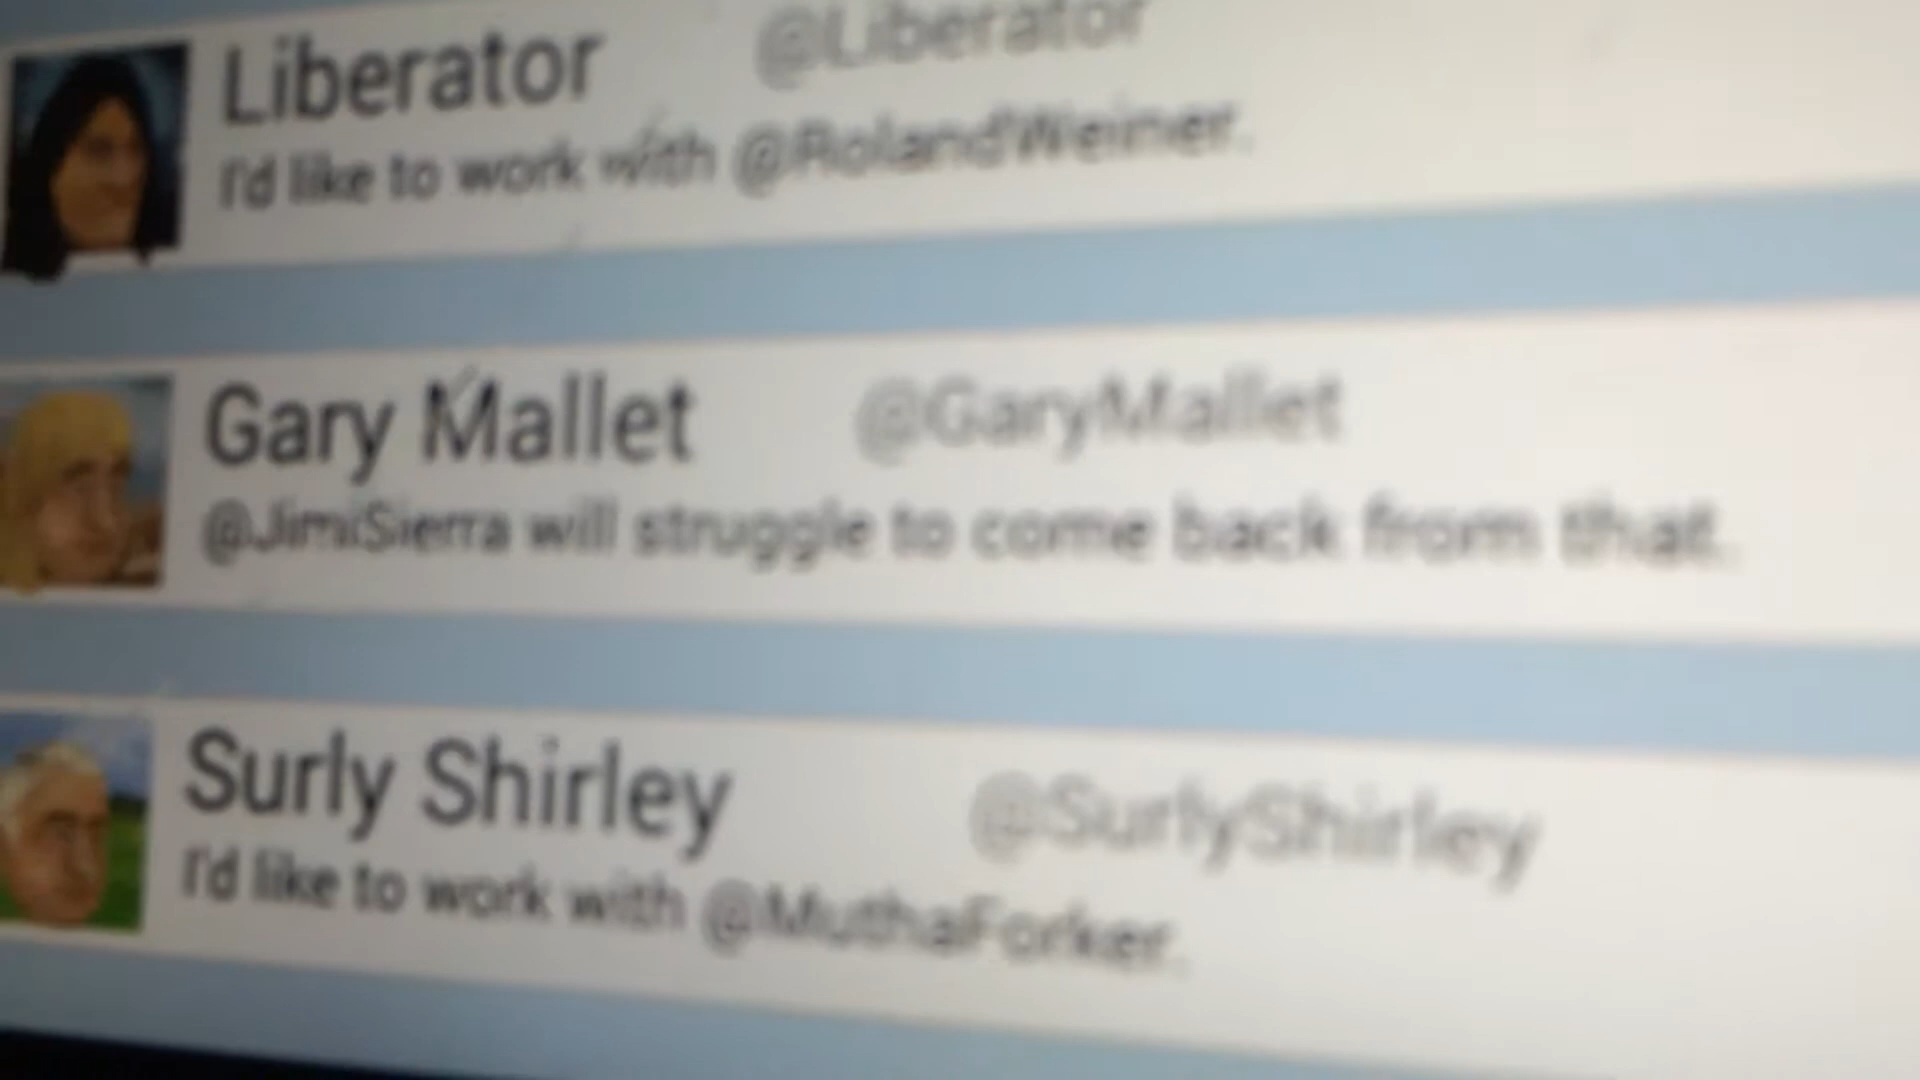 Liberator @Liberator
I'd like to work with @RolandWeiner.
Gary Mallet @GaryMallet
@JimiSierra will struggle to come back from that.
Surly Shirley @SurlyShirley
I'd like to work with @MuthaForker.